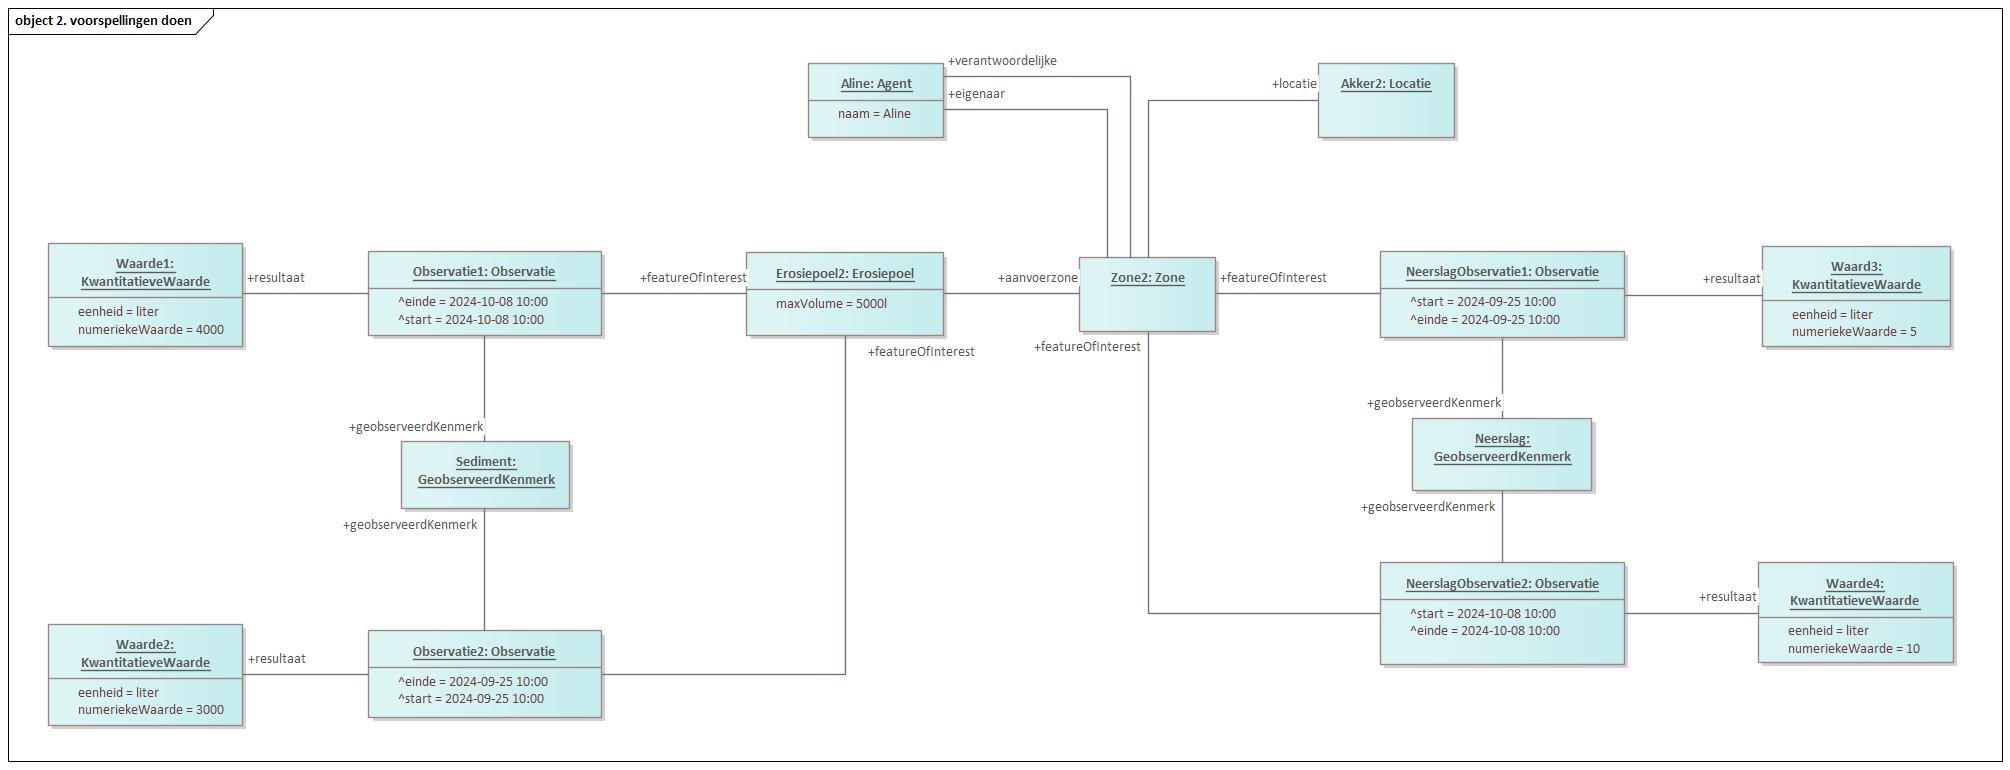 object 2. voorspellingen doen
+verantwoordelijke
Aline: Agent
+eigenaar
naam = Aline
+locatie
Akker2: Locatie
Waarde1:
KwantitatieveWaarde
eenheid = liter
numeriekeWaarde = 4000
+resultaat
Observatie1: Observatie
^einde = 2024-10-08 10:00
^start = 2024-10-08 10:00
+featureOfInterest
Erosiepoel2: Erosiepoel
maxVolume = 5000l
+featureOfInterest
+aanvoerzone
Zone2: Zone
+featureOfInterest
+featureOfInterest
NeerslagObservatie1: Observatie
^start = 2024-09-25 10:00
^einde = 2024-09-25 10:00
+resultaat
Waard3:
KwantitatieveWaarde
eenheid = liter
numeriekeWaarde = 5
+geobserveerdKenmerk
Sediment:
GeobserveerdKenmerk
+geobserveerdKenmerk
+geobserveerdKenmerk
Neerslag:
GeobserveerdKenmerk
+geobserveerdKenmerk
Waarde2:
KwantitatieveWaarde
eenheid = liter
numeriekeWaarde = 3000
+resultaat
Observatie2: Observatie
^einde = 2024-09-25 10:00
^start = 2024-09-25 10:00
NeerslagObservatie2: Observatie
^start = 2024-10-08 10:00
^einde = 2024-10-08 10:00
+resultaat
Waarde4:
KwantitatieveWaarde
eenheid = liter
numeriekeWaarde = 10